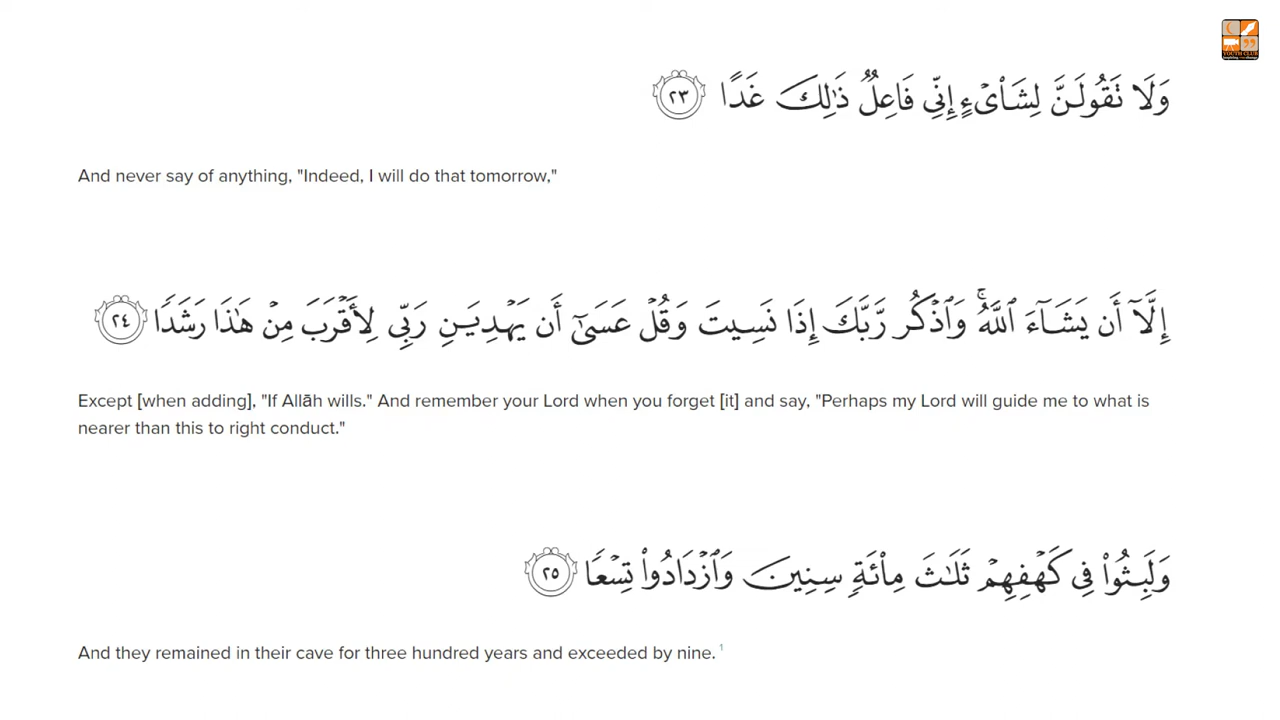 وَلَا تَقُولَنَّ لِشَا۟ىْءٍ إِنِّى فَاعِلٌ ذَٰلِكَ غَدًا ٢٣
And never say of anything, "Indeed, I will do that tomorrow,"
إِلَّآ أَن يَشَآءَ ٱللَّهُ ۚ وَٱذْكُر رَّبَّكَ إِذَا نَسِيتَ وَقُلْ عَسَىٰٓ أَن يَهْدِيَنِ رَبِّى لِأَقْرَبَ مِنْ هَـٰذَا رَشَدًا ٢٤
Except [when adding], "If Allāh wills." And remember your Lord when you forget [it] and say, "Perhaps my Lord will guide me to what is
nearer than this to right conduct."
وَلَبِثُوا۟ فِى كَهْفِهِمْ ثَلَـٰثَ مِا۟ئَةٍ سِنِينَ وَٱزْدَادُوا۟ تِسْعًا ٢٥
And they remained in their cave for three hundred years and exceeded by nine. 1
YOUTH CLUB